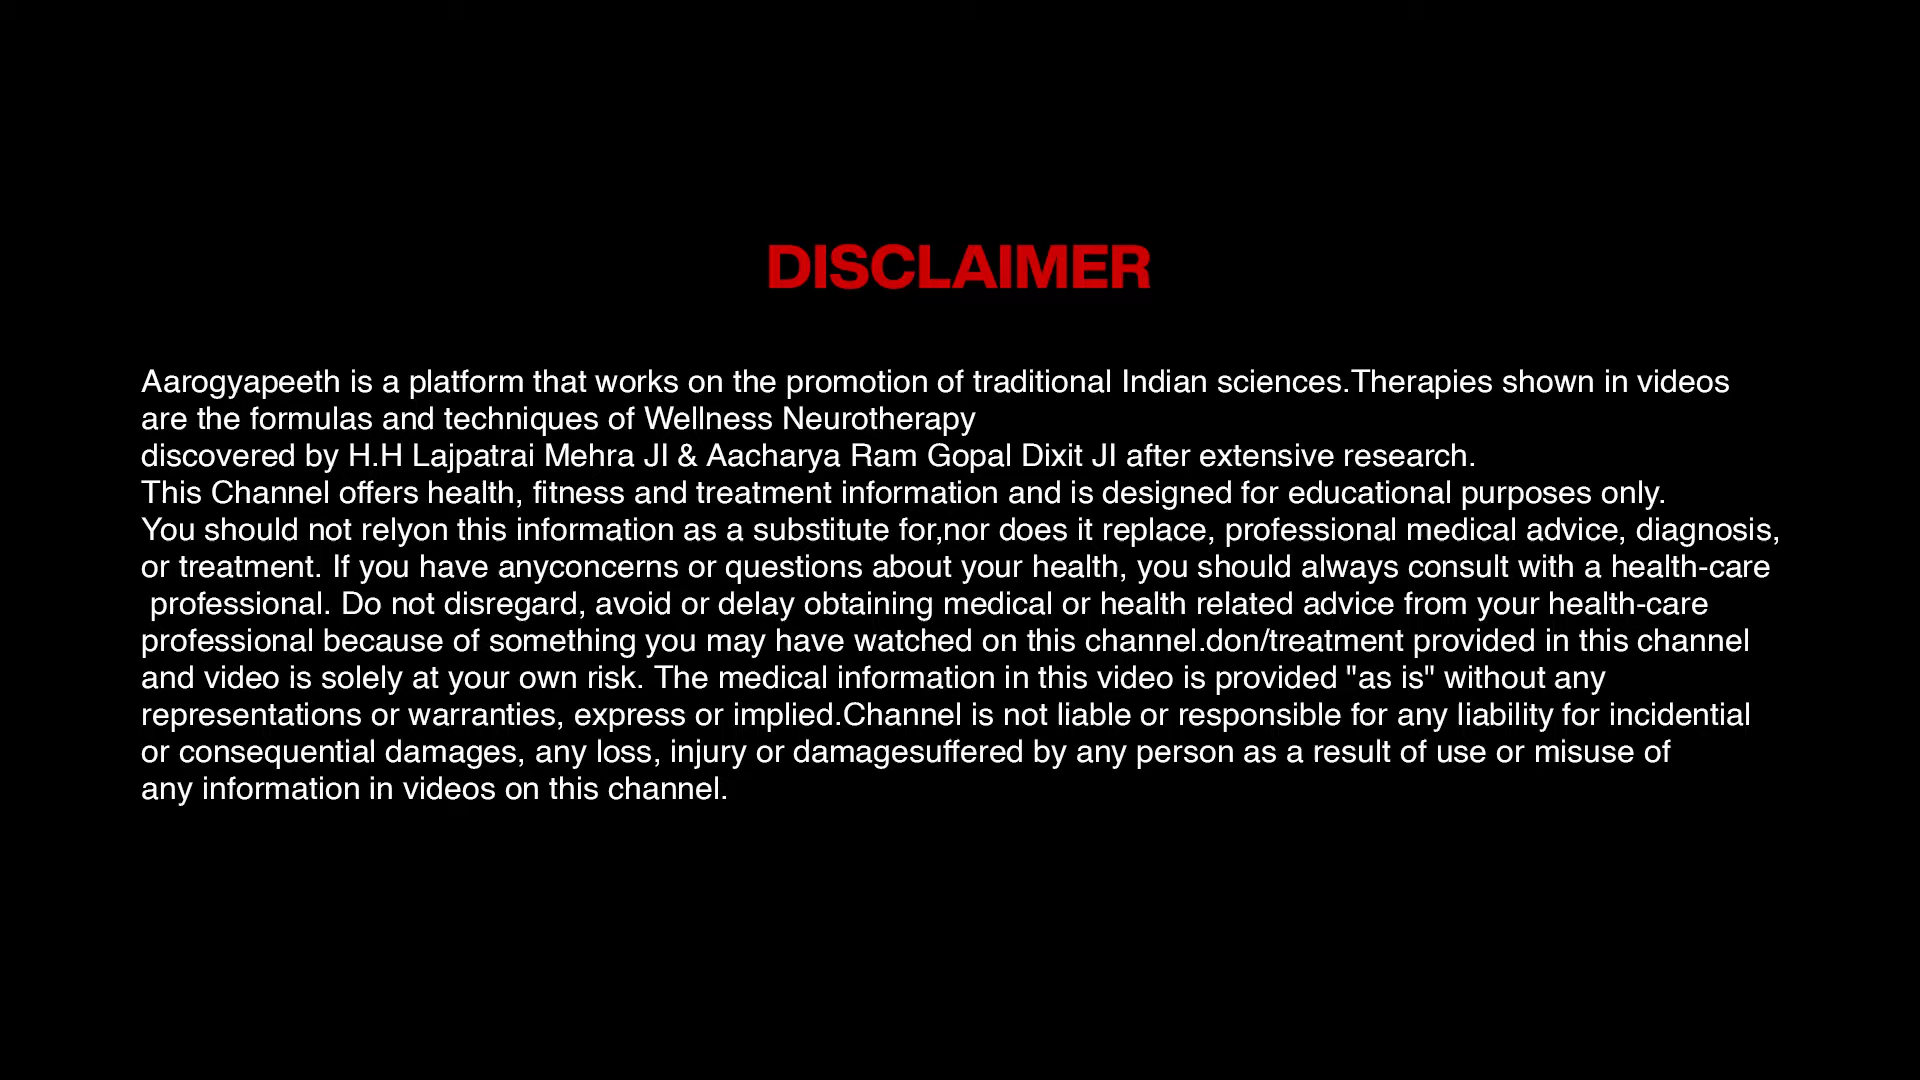 DISCLAIMER
Aarogyapeeth is a platform that works on the promotion of traditional Indian sciences.Therapies shown in videos
are the formulas and techniques of Wellness Neurotherapy
discovered by H.H Lajpatrai Mehra JI & Aacharya Ram Gopal Dixit JI after extensive research.
This Channel offers health, fitness and treatment information and is designed for educational purposes only.
You should not relyon this information as a substitute for,nor does it replace, professional medical advice, diagnosis,
or treatment. If you have anyconcerns or questions about your health, you should always consult with a health-care
professional. Do not disregard, avoid or delay obtaining medical or health related advice from your health-care
professional because of something you may have watched on this channel.don/treatment provided in this channel
and video is solely at your own risk. The medical information in this video is provided "as is" without any
representations or warranties, express or implied.Channel is not liable or responsible for any liability for incidential
or consequential damages, any loss, injury or damagesuffered by any person as a result of use or misuse of
any information in videos on this channel.